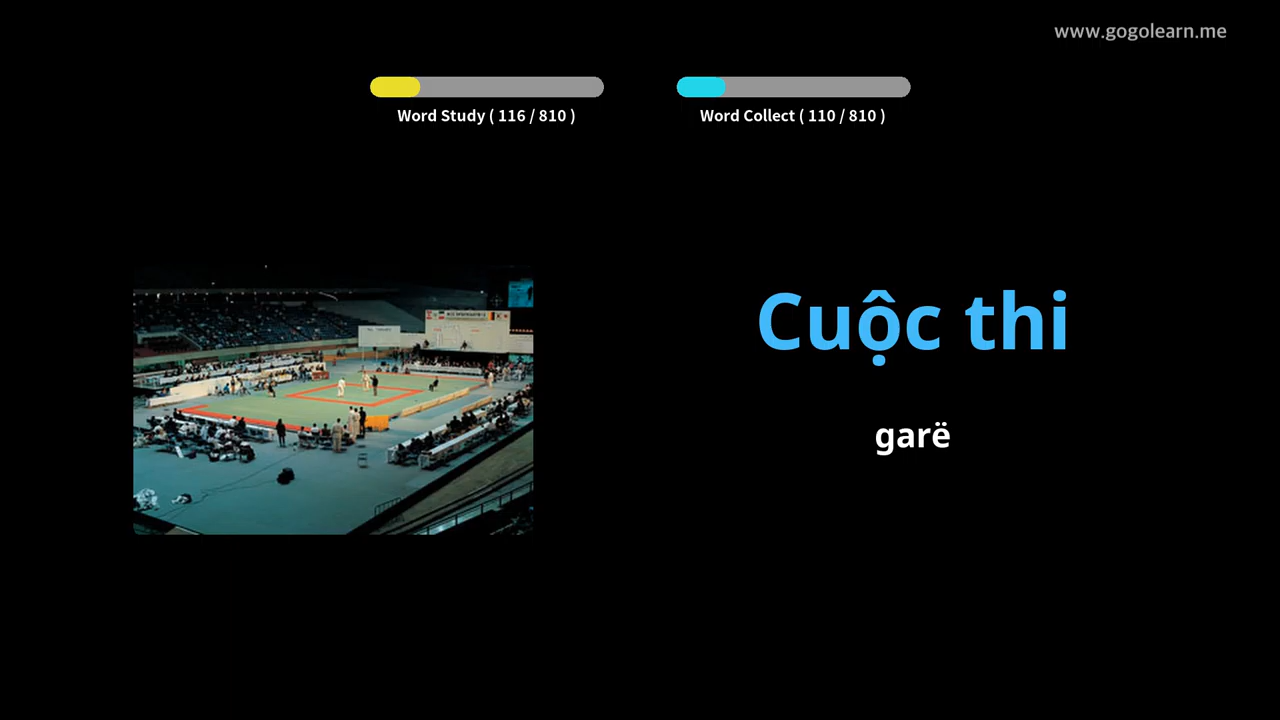 www.gogolearn.me
Word Study ( 116 / 810 )
Word Collect ( 110 / 810 )
Cuộc thi
garë